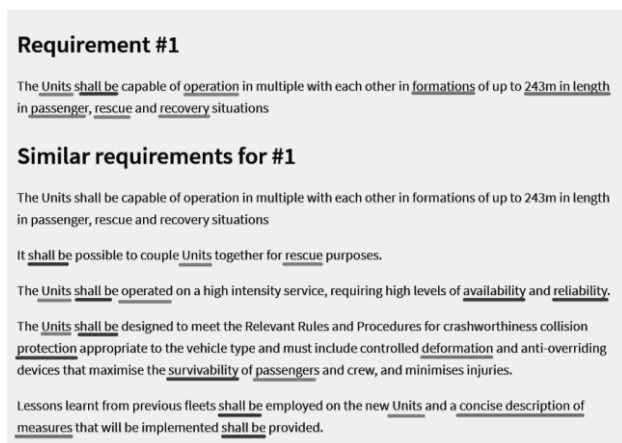 Requirement #1
The Units shall be capable of operation in multiple with each other in formations of up to 243m in length
in passenger, rescue and recovery situations
Similar requirements for #1
The Units shall be capable of operation in multiple with each other in formations of up to 243m in length
in passenger, rescue and recovery situations
It shall be possible to couple Units together for rescue purposes.
The Units shall be operated on a high intensity service, requiring high levels of availability and reliability.
The Units shall be designed to meet the Relevant Rules and Procedures for crashworthiness collision
protection appropriate to the vehicle type and must include controlled deformation and anti-overriding
devices that maximise the survivability of passengers and crew, and minimises injuries.
Lessons learnt from previous fleets shall be employed on the new Units and a concise description of
measures that will be implemented shall be provided.